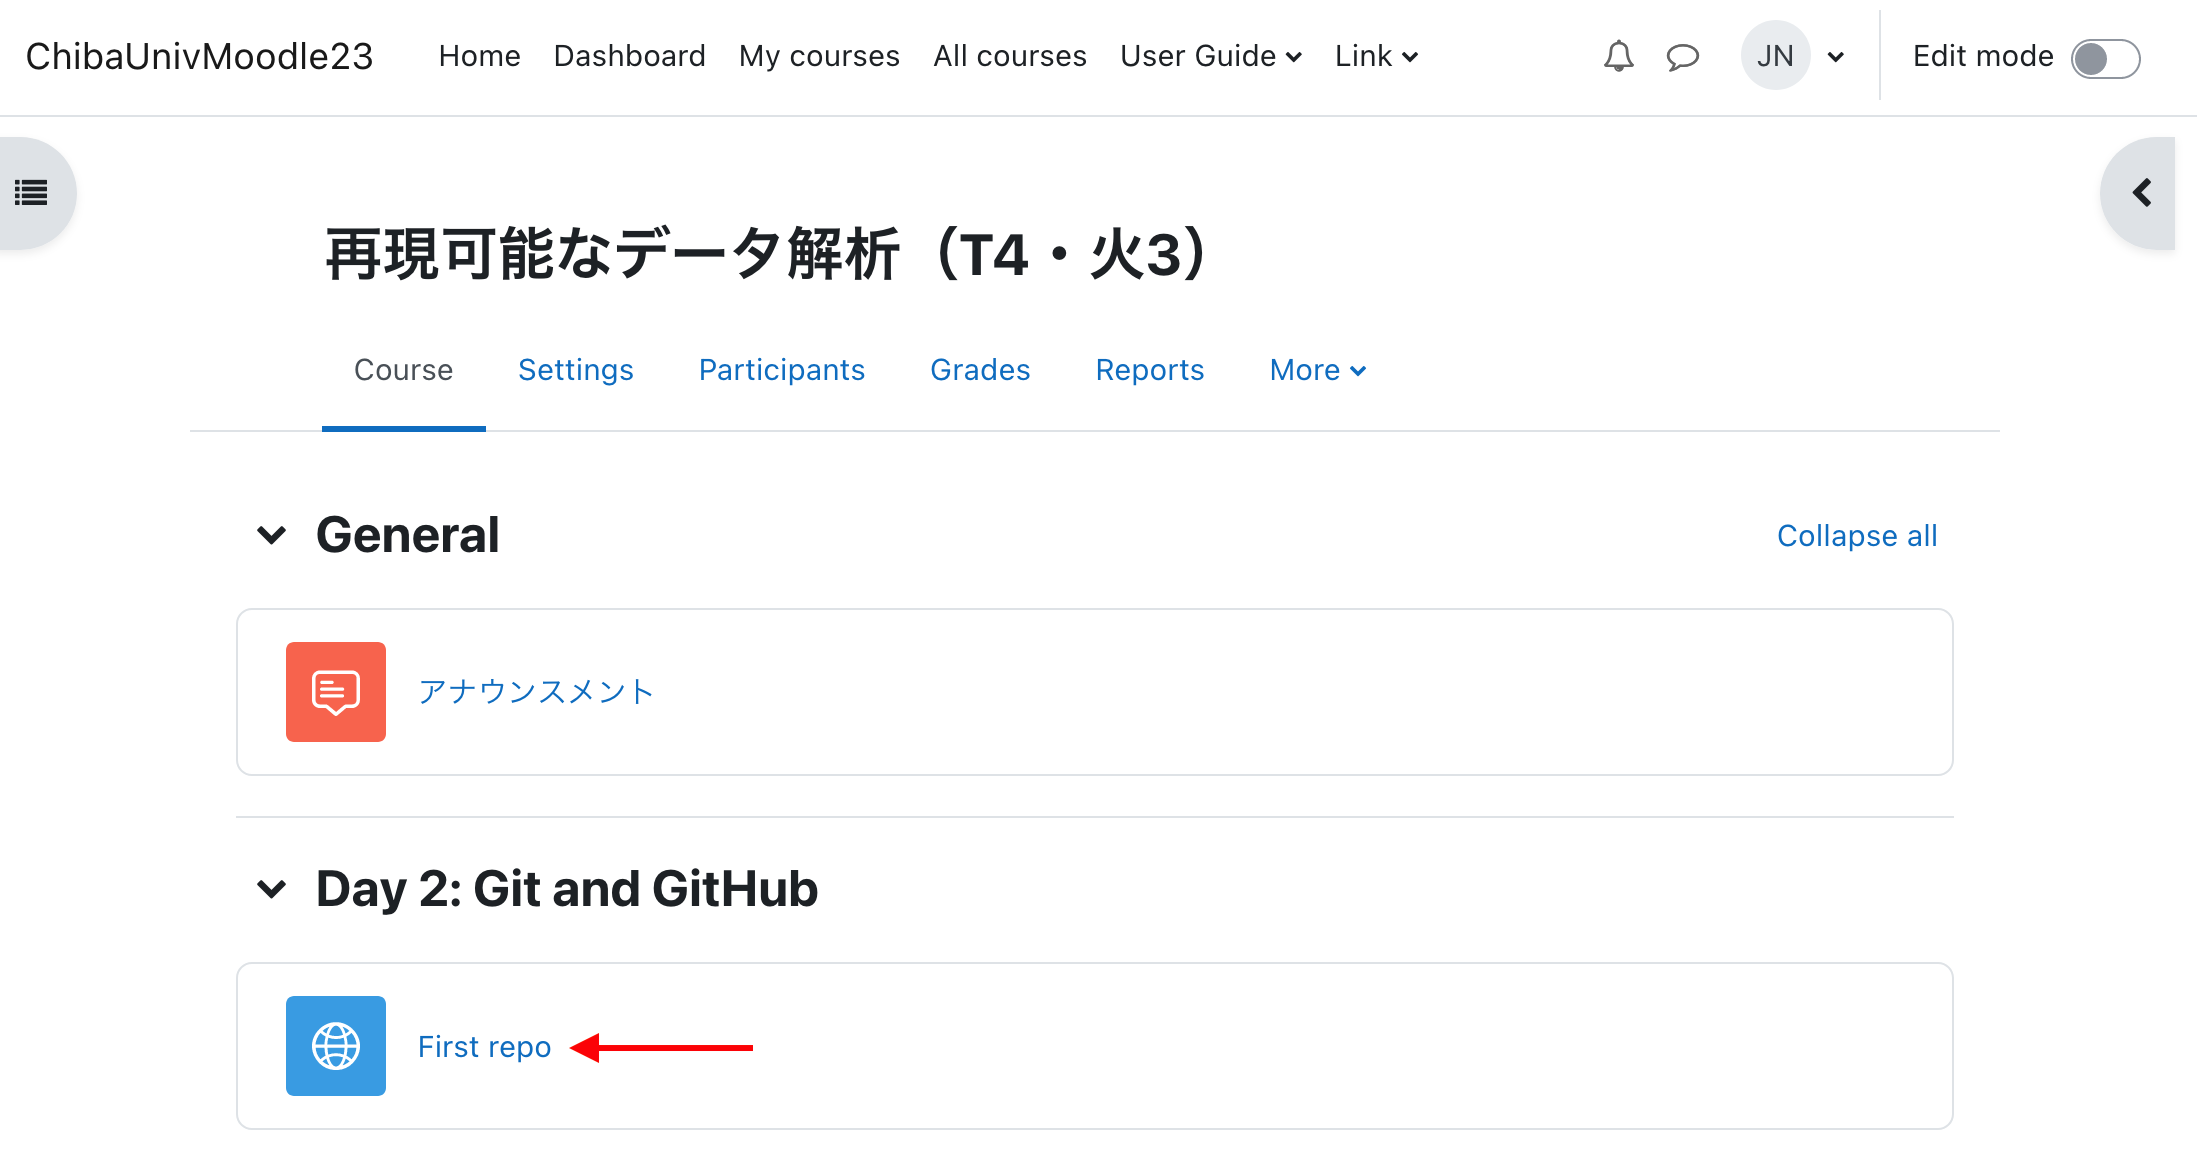 ChibaUnivMoodle23 Home Dashboard My courses All courses User Guide Link JN Edit mode
再現可能なデータ解析（T4・火3）
Course Settings Participants Grades Reports More
General Collapse all
アナウンスメント
Day 2: Git and GitHub
First repo